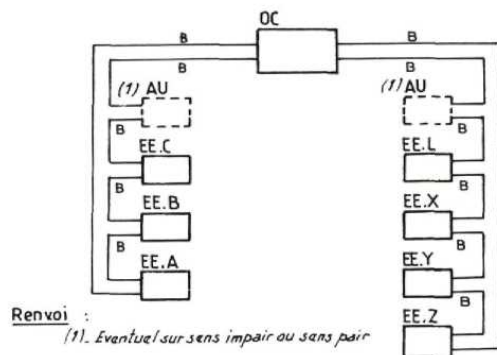 OC
B
B
B
B
(1) AU
(1) AU
B
B
EE.C
EE.L
B
B
EE.B
EE.X
B
B
EE.A
EE.Y
B
EE.Z
Renvoi :
(1)_ Eventuel sur sens impair ou sens pair